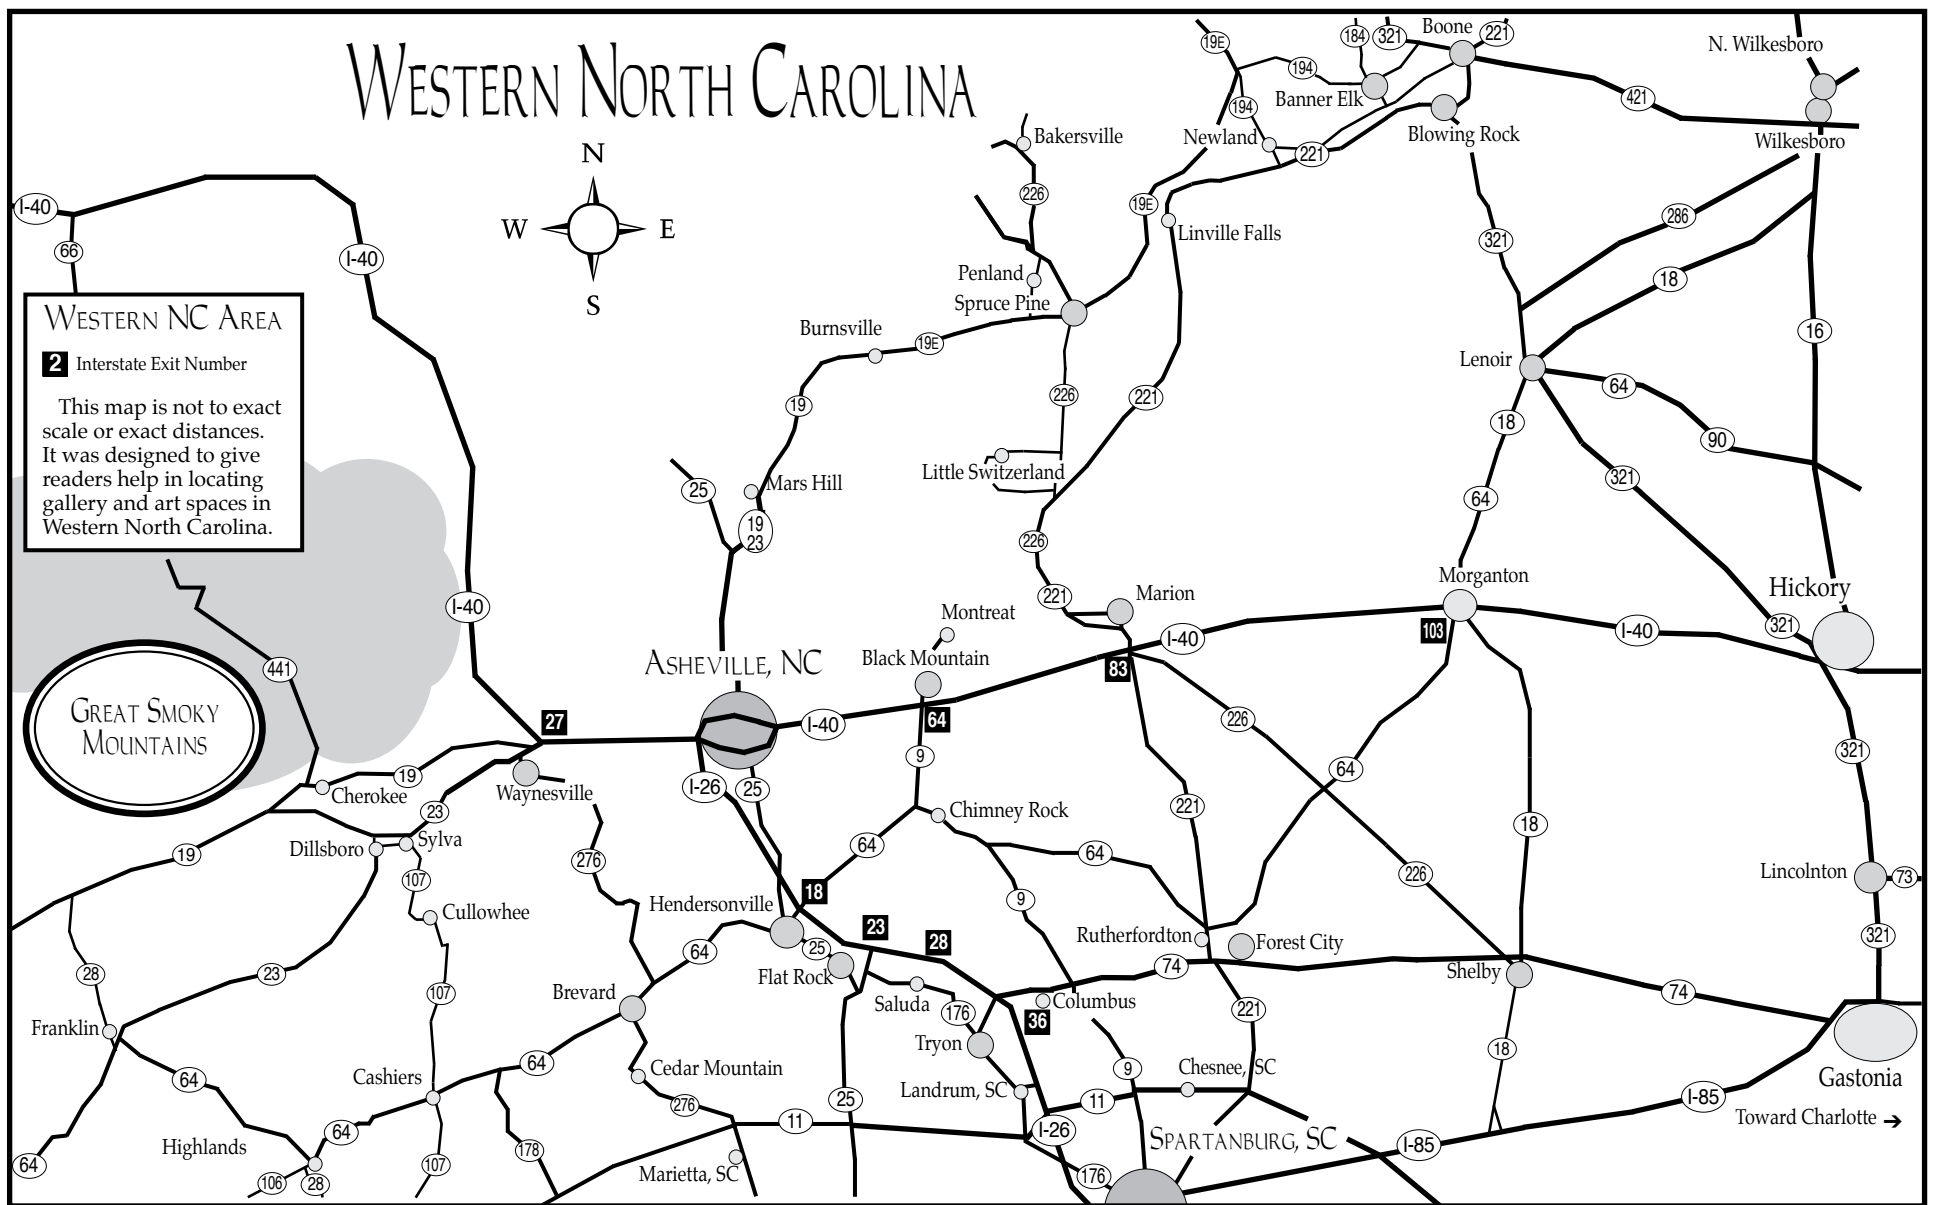 WESTERN NORTH CAROLINA
N
W E
S
19E
184
321
Boone
221
N. Wilkesboro
194
Banner Elk
194
421
Newland
221
Blowing Rock
Wilkesboro
Bakersville
226
19E
Linville Falls
I-40
66
I-40
321
286
18
Penland
Spruce Pine
Burnsville
19E
16
Lenoir
64
WESTERN NC AREA
2 Interstate Exit Number
This map is not to exact
scale or exact distances.
It was designed to give
readers help in locating
gallery and art spaces in
Western North Carolina.
19
226
221
18
90
25
Mars Hill
19
23
Little Switzerland
226
321
64
I-40
221
Marion
Morganton
Hickory
Montreat
Black Mountain
I-40
103
I-40
321
441
ASHEVILLE, NC
83
GREAT SMOKY
MOUNTAINS
27
I-40
64
226
9
321
64
19
Cherokee
Waynesville
I-26
25
23
Chimney Rock
221
18
Dillsboro
Sylva
19
276
64
64
107
18
9
226
Lincolnton
73
Cullowhee
Hendersonville
23
28
Rutherfordton
Forest City
321
64
25
Flat Rock
74
Shelby
28
23
107
Brevard
Saluda
176
Columbus
36
221
74
Franklin
Tryon
64
64
Cashiers
Cedar Mountain
Landrum, SC
9
Chesnee, SC
18
Gastonia
276
25
11
I-85
Toward Charlotte →
11
64
Highlands
178
I-26
SPARTANBURG, SC
I-85
64
106
28
107
Marietta, SC
176